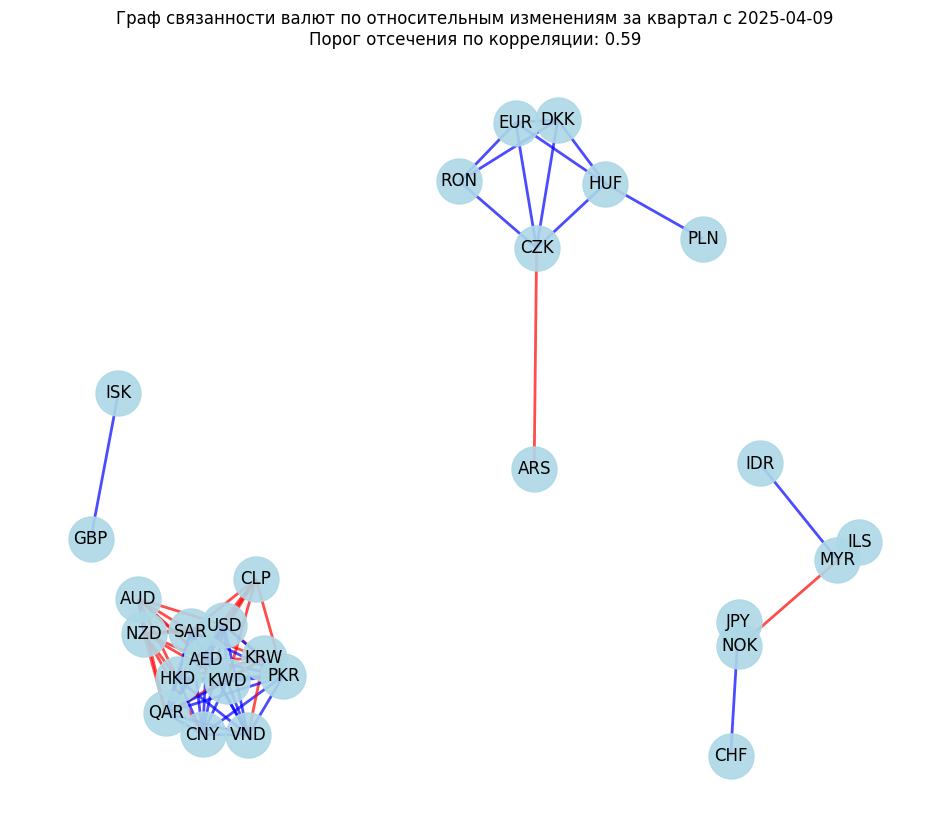 Граф связанности валют по относительным изменениям за квартал с 2025-04-09
Порог отсечения по корреляции: 0.59
EUR
DKK
RON
HUF
PLN
CZK
ISK
ARS
IDR
GBP
ILS
MYR
CLP
AUD
JPY
USD
SAR
NZD
NOK
KRW
AED
PKR
HKD
KWD
QAR
CNY
VND
CHF